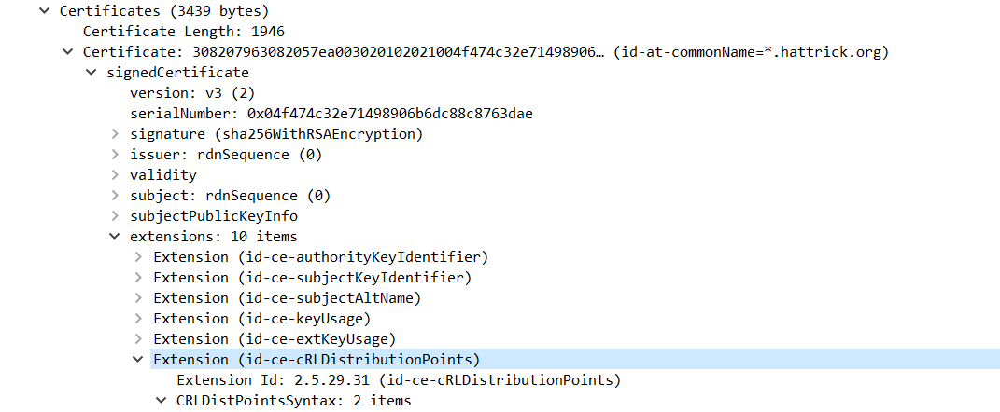 Certificates (3439 bytes)
Certificate Length: 1946
Certificate: 308207963082057ea003020102021004f474c32e71498906… (id-at-commonName=*.hattrick.org)
signedCertificate
version: v3 (2)
serialNumber: 0x04f474c32e71498906b6dc88c8763dae
signature (sha256WithRSAEncryption)
issuer: rdnSequence (0)
validity
subject: rdnSequence (0)
subjectPublicKeyInfo
extensions: 10 items
Extension (id-ce-authorityKeyIdentifier)
Extension (id-ce-subjectKeyIdentifier)
Extension (id-ce-subjectAltName)
Extension (id-ce-keyUsage)
Extension (id-ce-extKeyUsage)
Extension (id-ce-cRLDistributionPoints)
Extension Id: 2.5.29.31 (id-ce-cRLDistributionPoints)
CRLDistPointsSyntax: 2 items